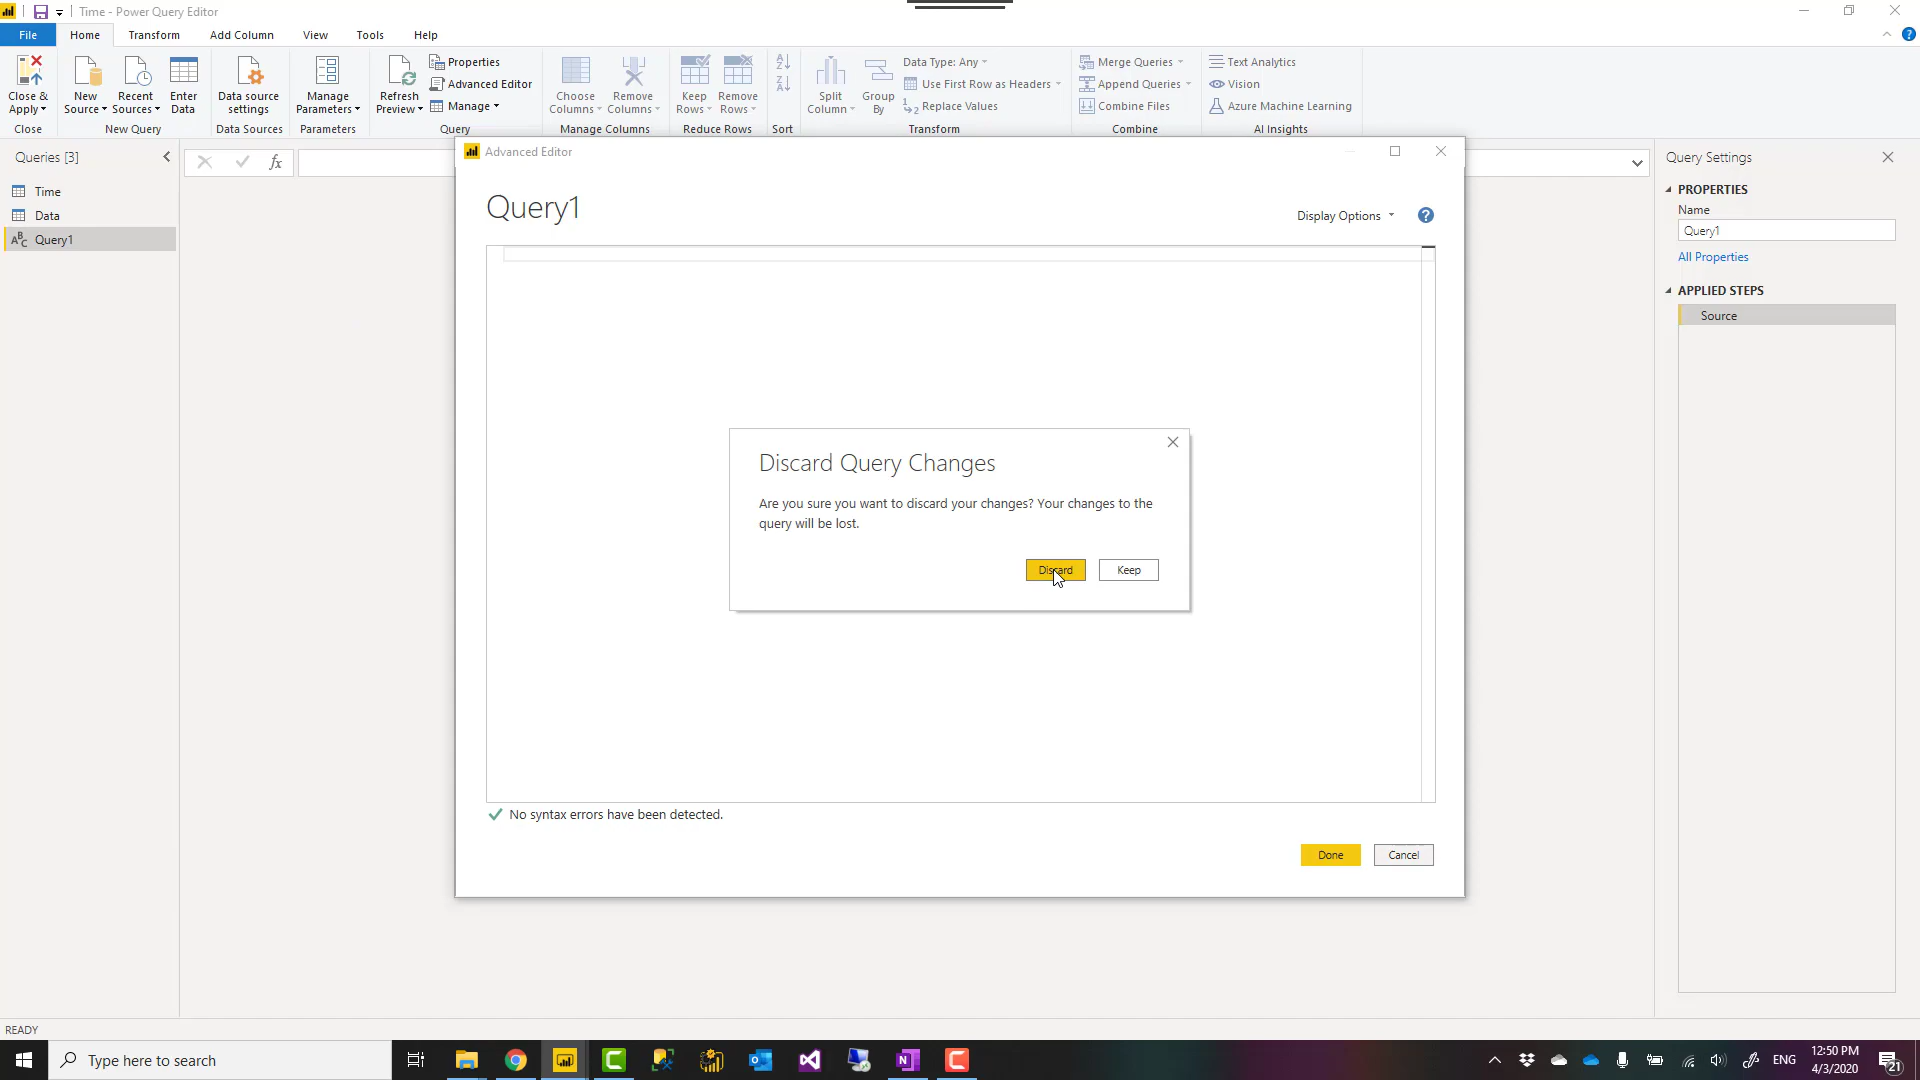 Time - Power Query Editor
File Home Transform Add Column View Tools Help
Close & Apply
New Source
Recent Sources
Enter Data
Data source settings
Manage Parameters
Refresh Preview
Properties
Advanced Editor
Manage
Choose Columns
Remove Columns
Keep Rows
Remove Rows
Split Column
Group By
Data Type: Any
Use First Row as Headers
Replace Values
Merge Queries
Append Queries
Combine Files
Text Analytics
Vision
Azure Machine Learning
Close New Query Data Sources Parameters Query Manage Columns Reduce Rows Sort Transform Combine AI Insights
Queries [3]
Time
Data
Query1
fx
Advanced Editor
Query1
Display Options
Discard Query Changes
Are you sure you want to discard your changes? Your changes to the
query will be lost.
Discard Keep
No syntax errors have been detected.
Done Cancel
Query Settings
PROPERTIES
Name
Query1
All Properties
APPLIED STEPS
Source
READY
Type here to search
ENG
12:50 PM
4/3/2020
21